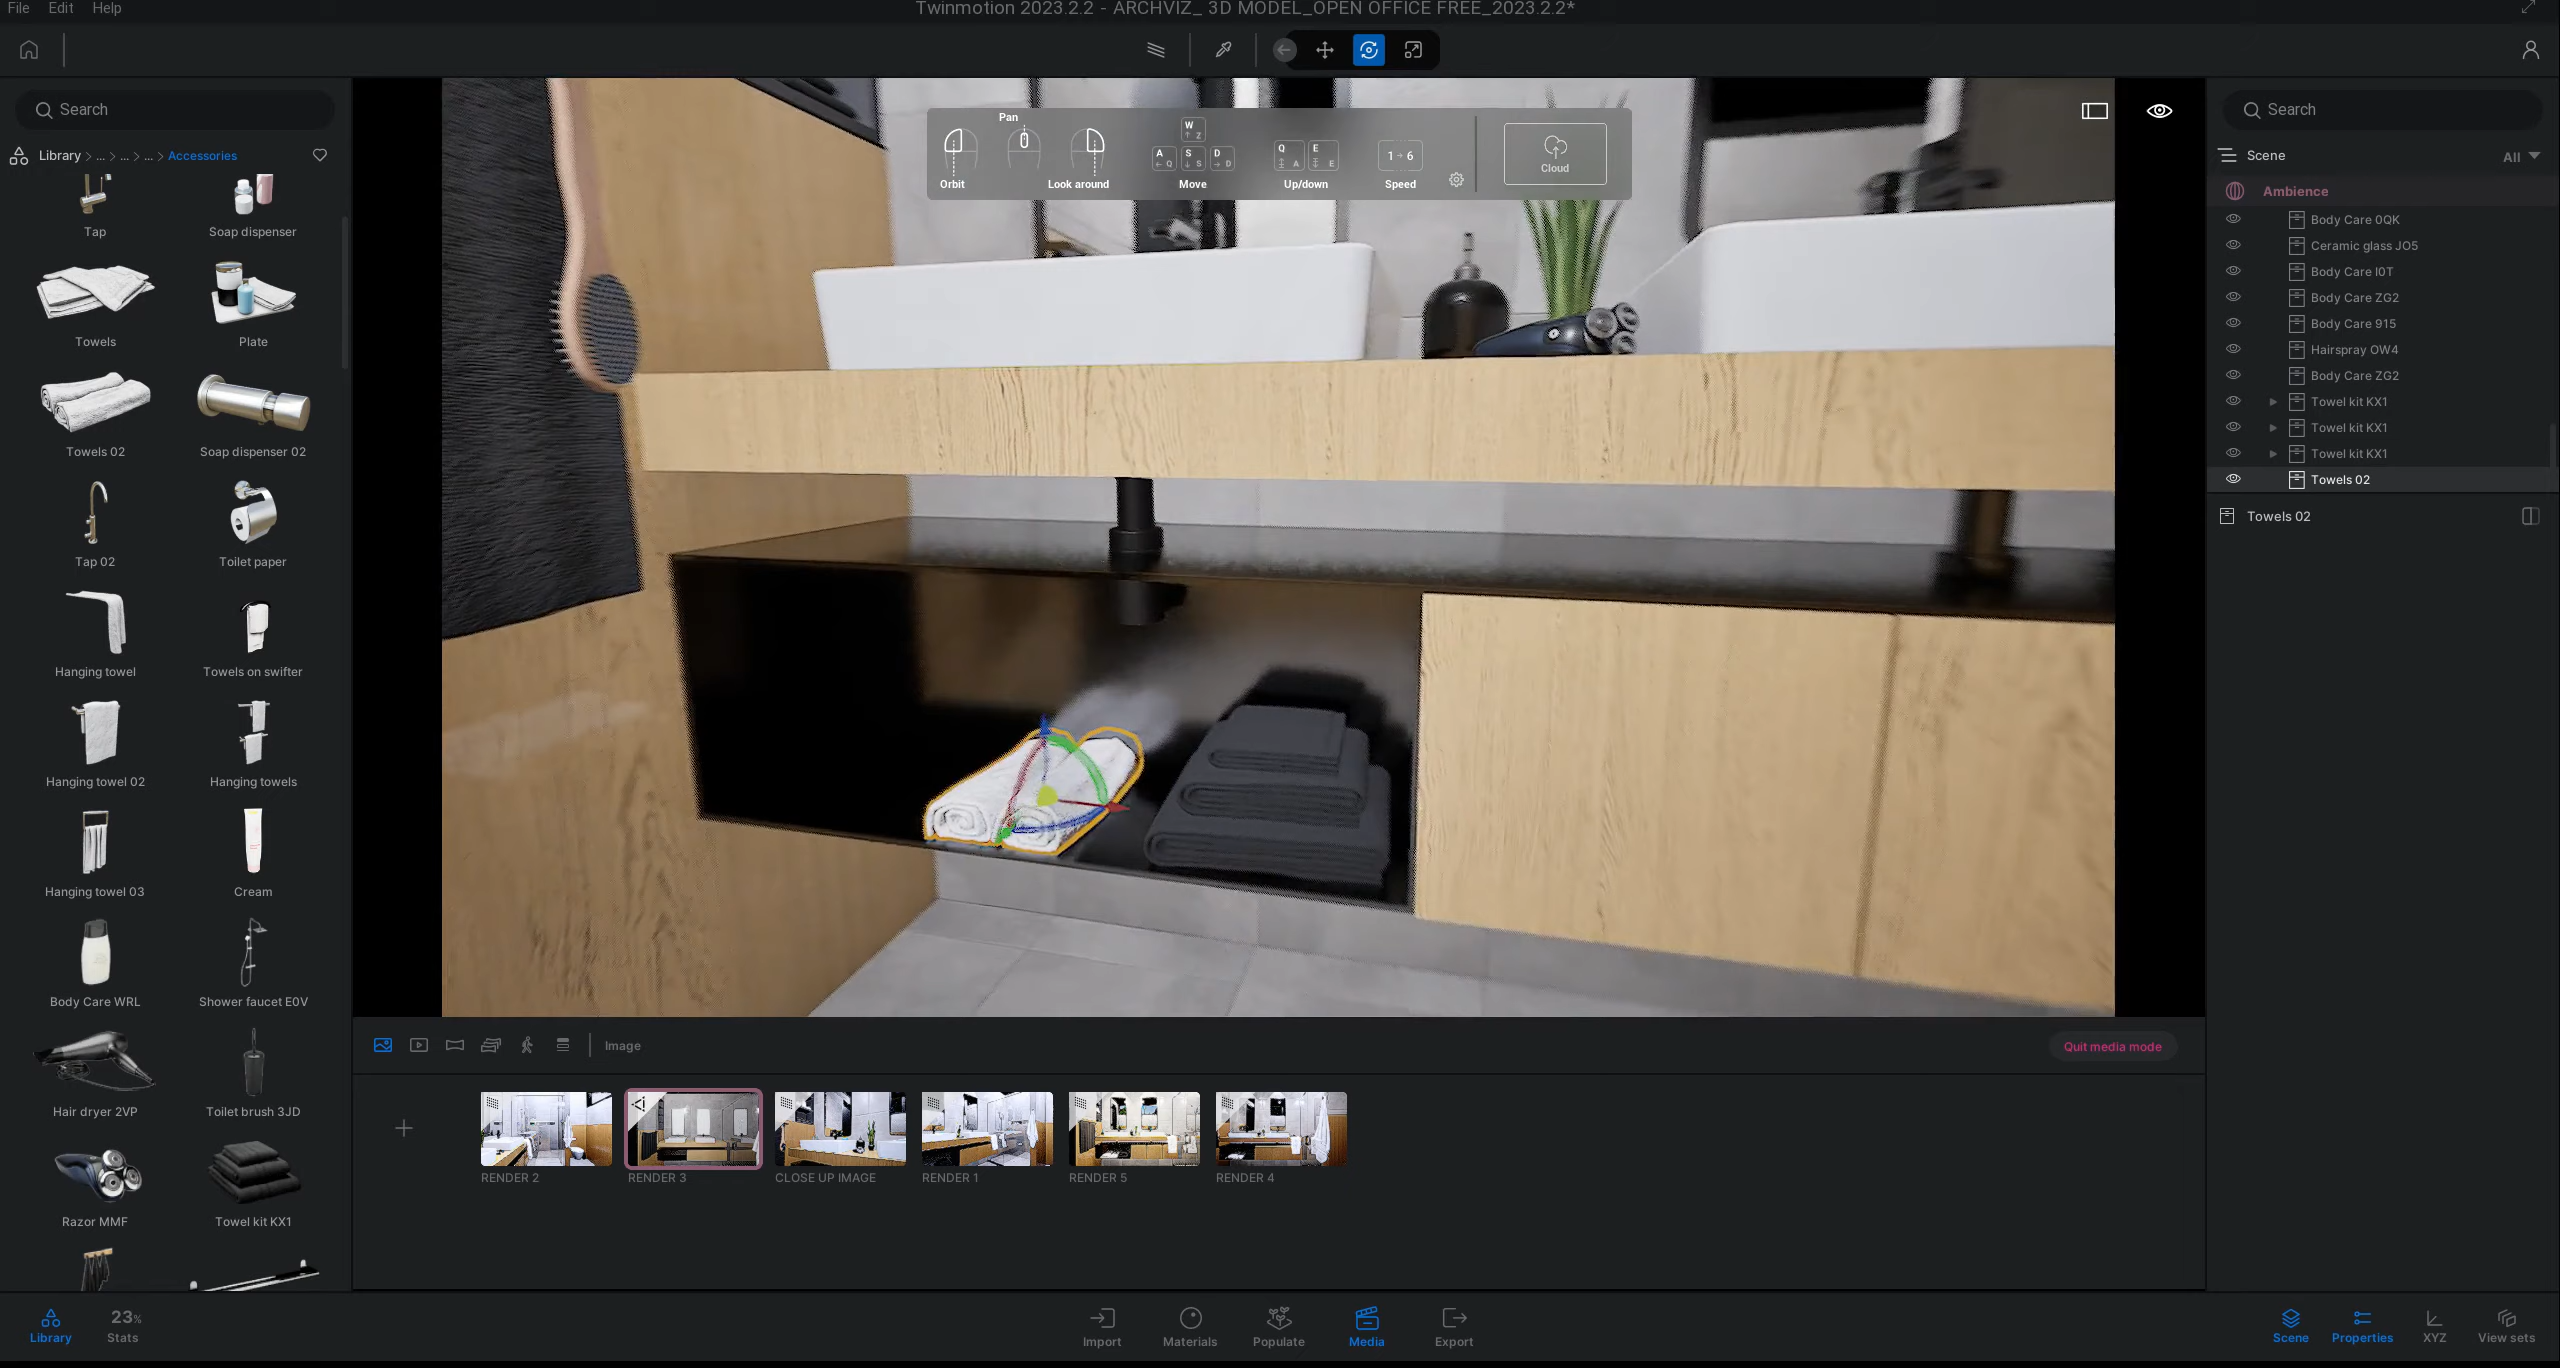 File Edit Help
Twinmotion 2023.2.2 - ARCHVIZ_ 3D MODEL_OPEN OFFICE FREE_2023.2.2*
Search
Library > ... > ... > ... > Accessories
Tap
Soap dispenser
Towels
Plate
Towels 02
Soap dispenser 02
Tap 02
Toilet paper
Hanging towel
Towels on swifter
Hanging towel 02
Hanging towels
Hanging towel 03
Cream
Body Care WRL
Shower faucet E0V
Hair dryer 2VP
Toilet brush 3JD
Razor MMF
Towel kit KX1
Pan
Orbit
Look around
W
Z
A
Q
S
S
D
D
Move
Q
A
E
E
Up/down
1 → 6
Speed
Cloud
Search
Scene
All
Ambience
Body Care 0QK
Ceramic glass JO5
Body Care I0T
Body Care ZG2
Body Care 915
Hairspray OW4
Body Care ZG2
Towel kit KX1
Towel kit KX1
Towel kit KX1
Towels 02
Towels 02
Image
Quit media mode
RENDER 2
RENDER 3
CLOSE UP IMAGE
RENDER 1
RENDER 5
RENDER 4
Library
23%
Stats
Import
Materials
Populate
Media
Export
Scene
Properties
XYZ
View sets